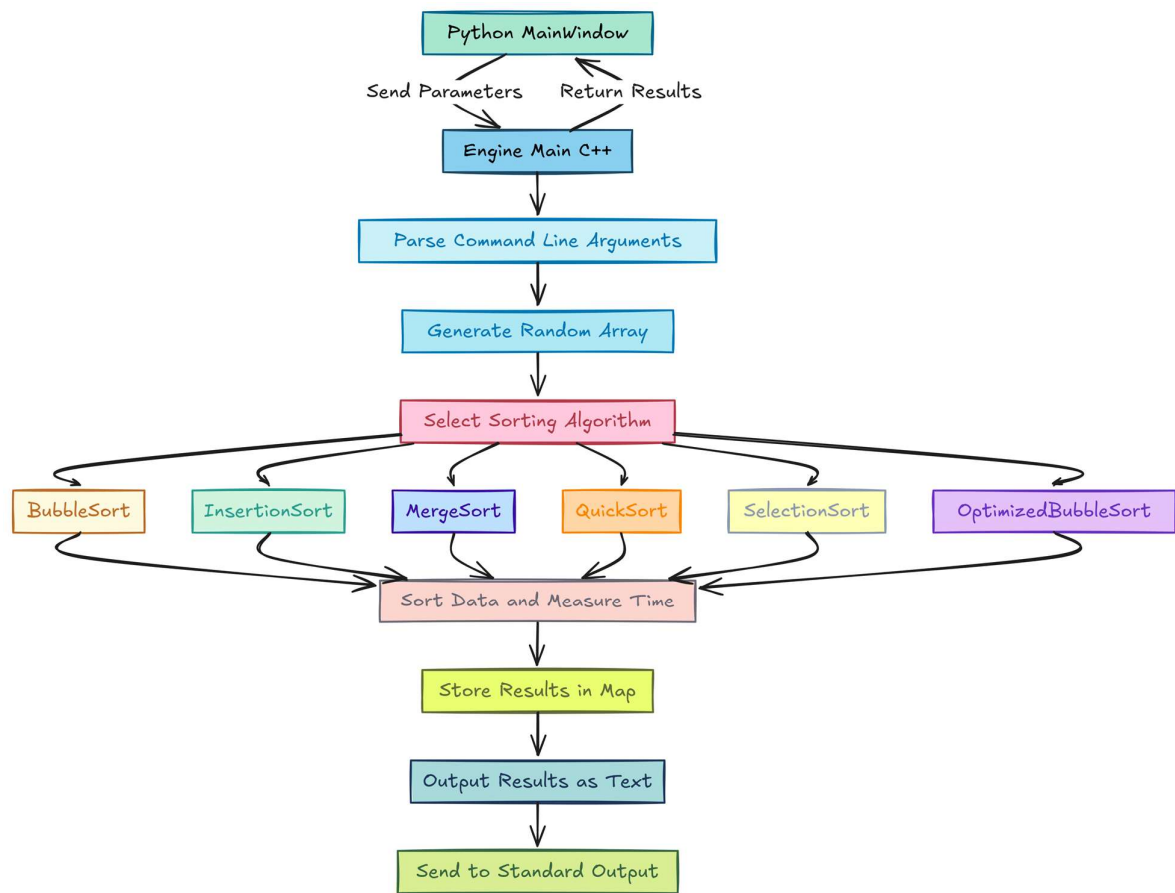 Python MainWindow
Send Parameters
Return Results
Engine Main C++
Parse Command Line Arguments
Generate Random Array
Select Sorting Algorithm
BubbleSort
InsertionSort
MergeSort
QuickSort
SelectionSort
OptimizedBubbleSort
Sort Data and Measure Time
Store Results in Map
Output Results as Text
Send to Standard Output